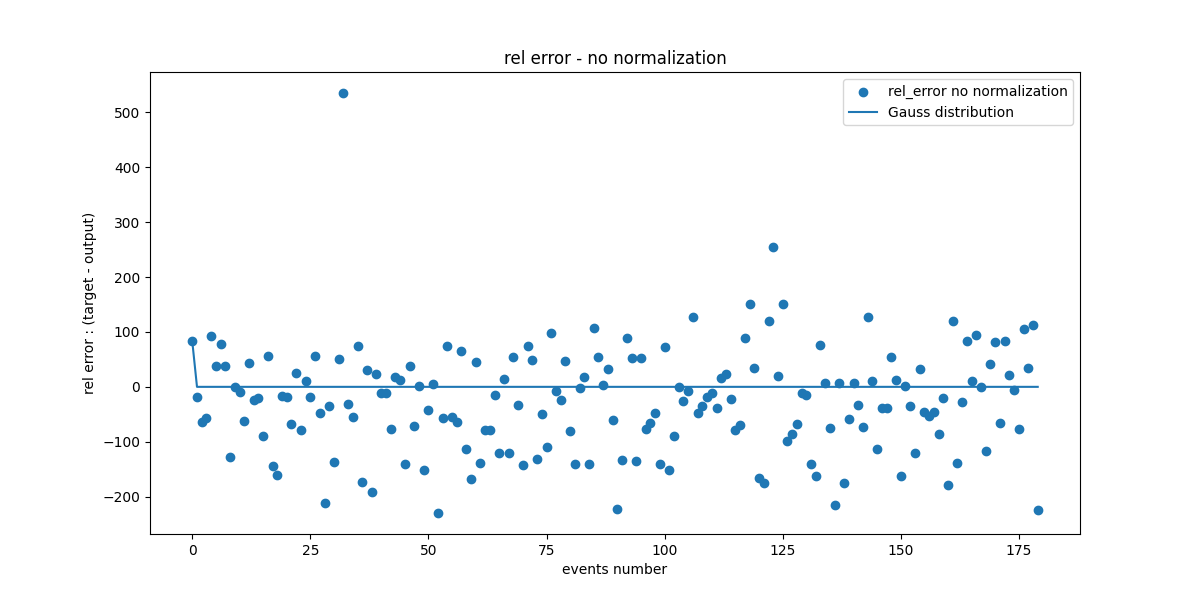 rel error - no normalization
rel_error no normalization
Gauss distribution
500
400
300
200
100
0
−100
−200
rel error : (target - output)
0 25 50 75 100 125 150 175
events number